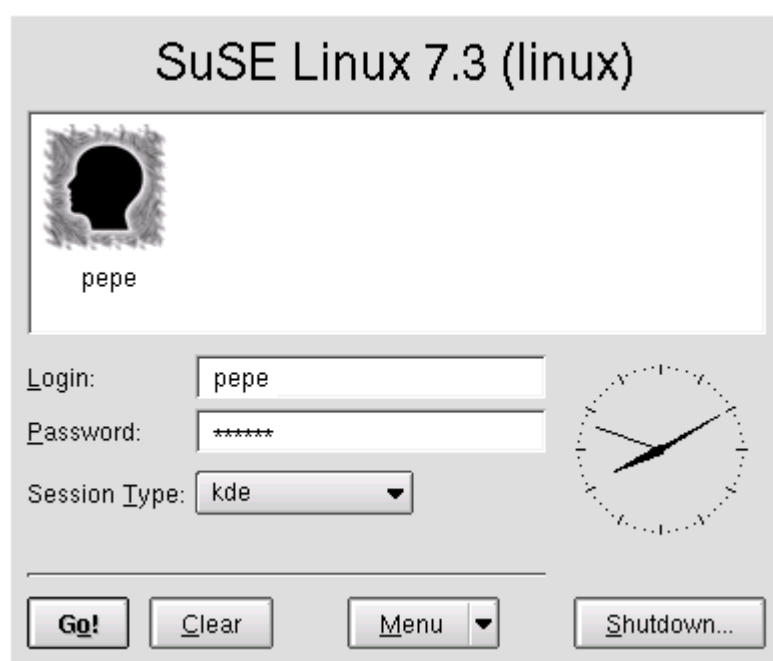 SuSE Linux 7.3 (linux)
pepe
Login: pepe
Password: ******
Session Type: kde
Go! Clear Menu Shutdown...